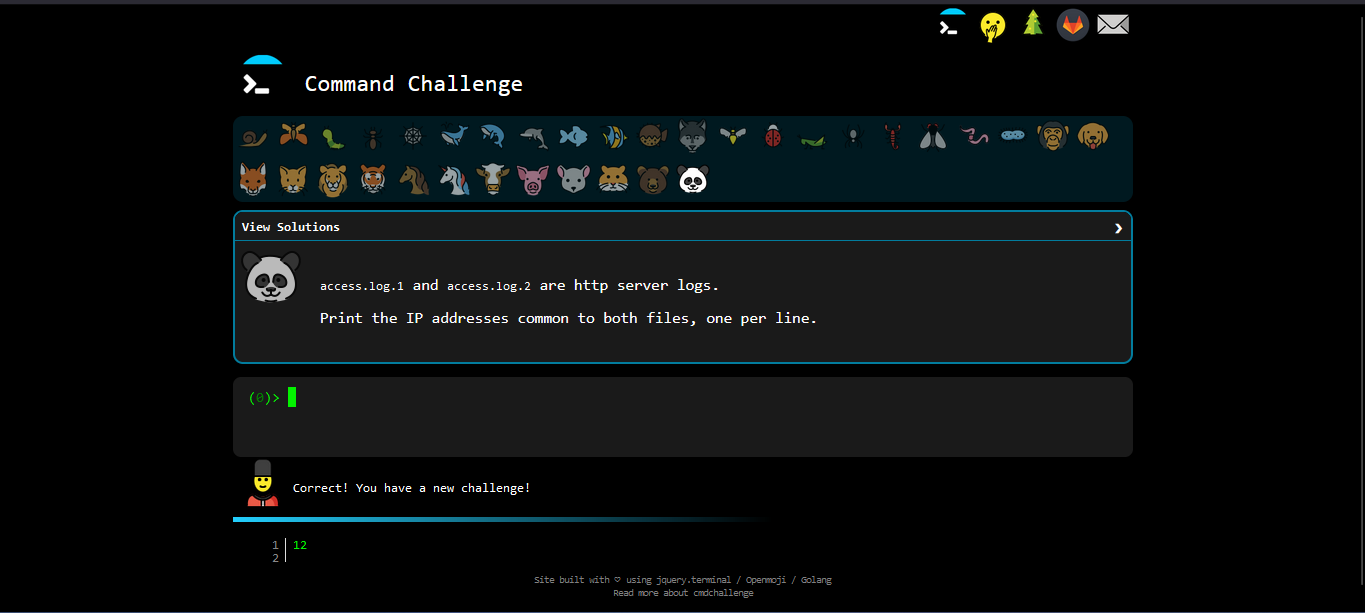 Command Challenge
View Solutions ❯
access.log.1 and access.log.2 are http server logs.
Print the IP addresses common to both files, one per line.
(0)>
Correct! You have a new challenge!
1 12
2
Site built with ♡ using jquery.terminal / Openmoji / Golang
Read more about cmdchallenge